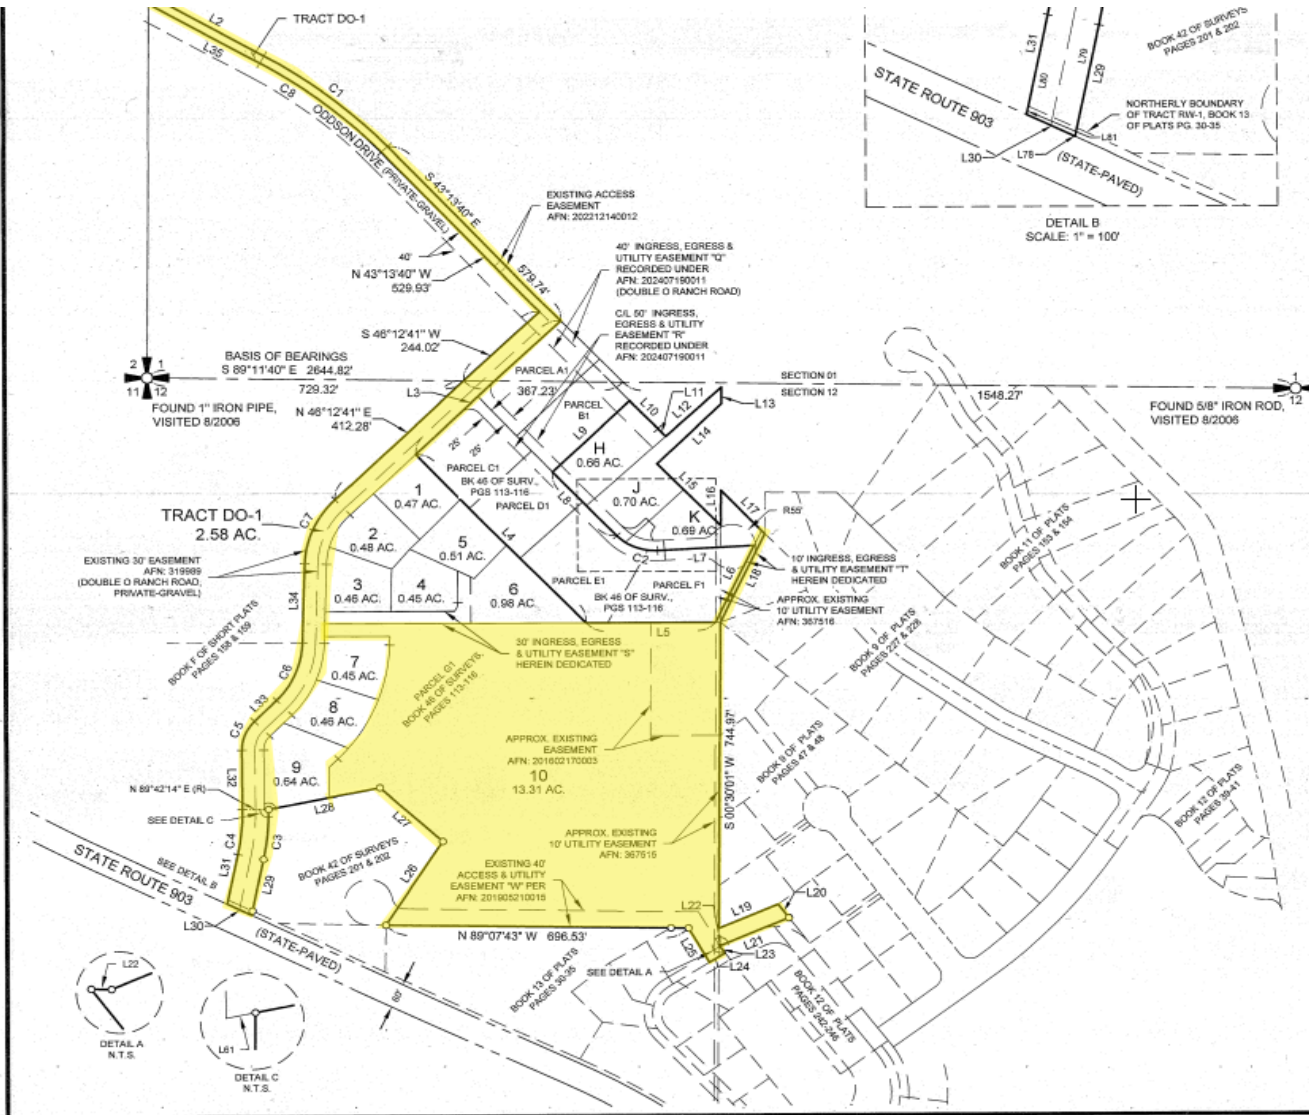 L2
TRACT DO-1
L35
C1
C8
ODDSON DRIVE (PRIVATE-GRAVEL)
S 43°13'40" E
579.74'
EXISTING ACCESS
EASEMENT
AFN: 202212140012
40'
N 43°13'40" W
529.93'
40' INGRESS, EGRESS &
UTILITY EASEMENT "Q"
RECORDED UNDER
AFN: 202407190011
(DOUBLE O RANCH ROAD)
C/L 50' INGRESS,
EGRESS & UTILITY
EASEMENT "R"
RECORDED UNDER
AFN: 202407190011
S 46°12'41" W
244.02'
L31
L80
L79
L29
BOOK 42 OF SURVEYS
PAGES 201 & 202
STATE ROUTE 903
NORTHERLY BOUNDARY
OF TRACT RW-1, BOOK 13
OF PLATS PG. 30-35
L81
L30
L78
(STATE-PAVED)
DETAIL B
SCALE: 1" = 100'
2 1
11 12
BASIS OF BEARINGS
S 89°11'40" E 2644.82'
729.32'
FOUND 1" IRON PIPE,
VISITED 8/2006
L3
N 46°12'41" E
412.28'
PARCEL A1
367.23'
PARCEL
B1
SECTION 01
SECTION 12
1548.27'
1
12
FOUND 5/8" IRON ROD,
VISITED 8/2006
L9
L10
L11
L12
L13
L14
H
0.66 AC.
25'
25'
PARCEL C1
BK 46 OF SURV.,
PGS 113-116
PARCEL D1
L8
J
0.70 AC.
L15
L16
K
0.69 AC
L17
R55'
C2
L7
L6
L18
10' INGRESS, EGRESS
& UTILITY EASEMENT "T"
HEREIN DEDICATED
APPROX. EXISTING
10' UTILITY EASEMENT
AFN: 367516
TRACT DO-1
2.58 AC.
C7
EXISTING 30' EASEMENT
AFN: 319989
(DOUBLE O RANCH ROAD,
PRIVATE-GRAVEL)
1
0.47 AC.
2
0.48 AC.
5
0.51 AC.
L4
3
0.46 AC.
4
0.45 AC.
6
0.98 AC.
PARCEL E1
PARCEL F1
BK 46 OF SURV.,
PGS 113-116
L34
L5
30' INGRESS, EGRESS
& UTILITY EASEMENT "S"
HEREIN DEDICATED
BOOK F OF SHORT PLATS
PAGES 158 & 159
C6
7
0.45 AC.
PARCEL G1
BOOK 46 OF SURVEYS,
PAGES 113-116
8
0.46 AC.
L33
C5
L32
9
0.64 AC.
APPROX. EXISTING
EASEMENT
AFN: 201602170003
10
13.31 AC.
S 00°30'01" W 744.97'
BOOK 11 OF PLATS
PAGES 153 & 154
BOOK 9 OF PLATS
PAGES 227 & 228
BOOK 9 OF PLATS
PAGES 47 & 48
BOOK 12 OF PLATS
PAGES 39-41
N 89°42'14" E (R)
SEE DETAIL C
L28
L27
APPROX. EXISTING
10' UTILITY EASEMENT
AFN: 367515
C4
C3
L31
L29
L26
BOOK 42 OF SURVEYS
PAGES 201 & 202
SEE DETAIL B
STATE ROUTE 903
EXISTING 40'
ACCESS & UTILITY
EASEMENT "W" PER
AFN: 201905210015
L30
(STATE-PAVED)
N 89°07'43" W 696.53'
L22
L19
L20
L21
L25
L23
L24
SEE DETAIL A
BOOK 13 OF PLATS
PAGES 30-35
BOOK 12 OF PLATS
PAGES 242-246
60'
L22
DETAIL A
N.T.S.
L61
DETAIL C
N.T.S.